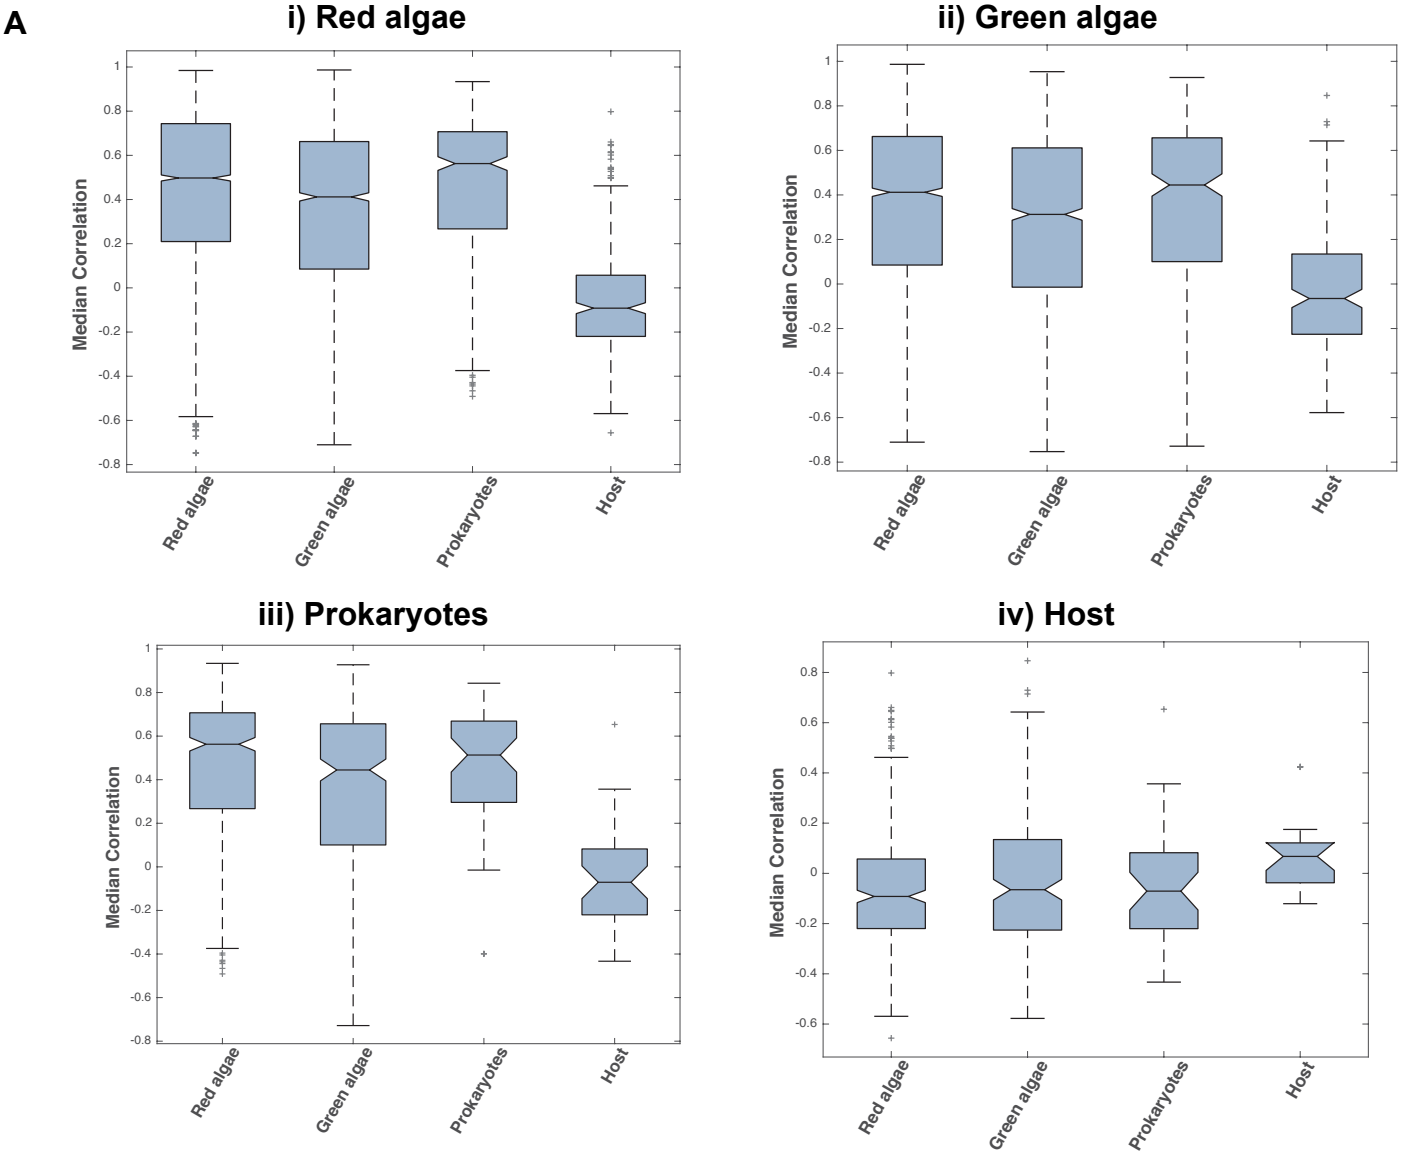 A
i) Red algae
1
0.8
0.6
0.4
0.2
0
-0.2
-0.4
-0.6
-0.8
Median Correlation
Red algae
Green algae
Prokaryotes
Host
ii) Green algae
1
0.8
0.6
0.4
0.2
0
-0.2
-0.4
-0.6
-0.8
Median Correlation
Red algae
Green algae
Prokaryotes
Host
iii) Prokaryotes
1
0.8
0.6
0.4
0.2
0
-0.2
-0.4
-0.6
-0.8
Median Correlation
Red algae
Green algae
Prokaryotes
Host
iv) Host
0.8
0.6
0.4
0.2
0
-0.2
-0.4
-0.6
Median Correlation
Red algae
Green algae
Prokaryotes
Host